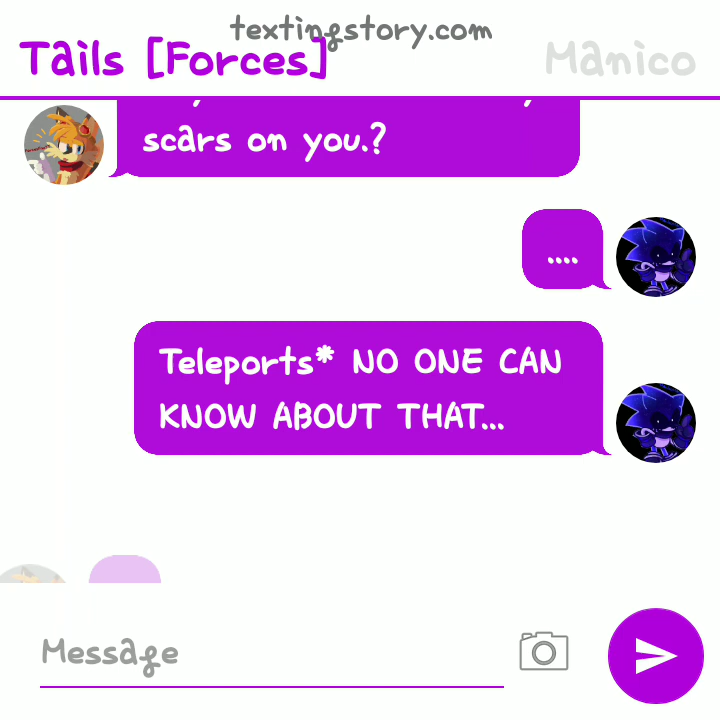 textingstory.com
Tails [Forces]
Manico
scars on you.?
....
Teleports* NO ONE CAN
KNOW ABOUT THAT...
Message